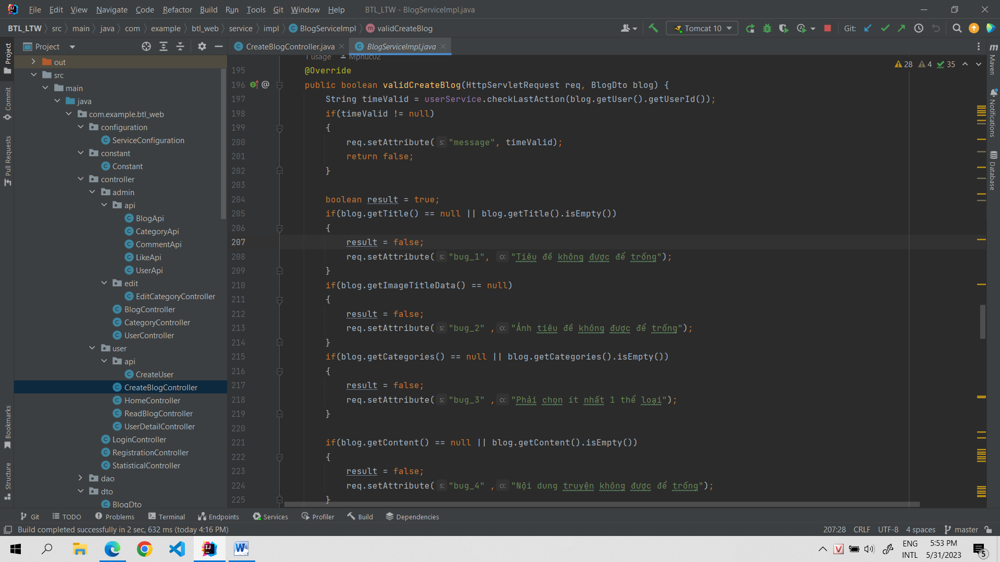 File Edit View Navigate Code Refactor Build Run Tools Git Window Help BTL_LTW - BlogServiceImpl.java
BTL_LTW src main java com example btl_web service impl BlogServiceImpl validCreateBlog Tomcat 10 Git:
Project
CreateBlogController.java
BlogServiceImpl.java
out
src
main
java
com.example.btl_web
configuration
ServiceConfiguration
constant
Constant
controller
admin
api
BlogApi
CategoryApi
CommentApi
LikeApi
UserApi
edit
EditCategoryController
BlogController
CategoryController
UserController
user
api
CreateUser
CreateBlogController
HomeController
ReadBlogController
UserDetailController
LoginController
RegistrationController
StatisticalController
dao
dto
BlogDto
Project
Commit
Pull Requests
Bookmarks
Structure
1 usage Mphuc02
28 4 35
195 @Override
196 @ public boolean validCreateBlog(HttpServletRequest req, BlogDto blog) {
197 String timeValid = userService.checkLastAction(blog.getUser().getUserId());
198 if(timeValid != null)
199 {
200 req.setAttribute( s: "message", timeValid);
201 return false;
202 }
203
204 boolean result = true;
205 if(blog.getTitle() == null || blog.getTitle().isEmpty())
206 {
207 result = false;
208 req.setAttribute( s: "bug_1", o: "Tiêu đề không được để trống");
209 }
210 if(blog.getImageTitleData() == null)
211 {
212 result = false;
213 req.setAttribute( s: "bug_2" , o: "Ảnh tiêu đề không được để trống");
214 }
215 if(blog.getCategories() == null || blog.getCategories().isEmpty())
216 {
217 result = false;
218 req.setAttribute( s: "bug_3" , o: "Phải chọn ít nhất 1 thể loại");
219 }
220
221 if(blog.getContent() == null || blog.getContent().isEmpty())
222 {
223 result = false;
224 req.setAttribute( s: "bug_4" , o: "Nội dung truyện không được để trống");
225 }
m Maven
Notifications
Database
Git TODO Problems Terminal Endpoints Services Profiler Build Dependencies
Build completed successfully in 2 sec, 632 ms (today 4:16 PM) 207:28 CRLF UTF-8 4 spaces master
ENG
INTL
5:53 PM
5/31/2023
5